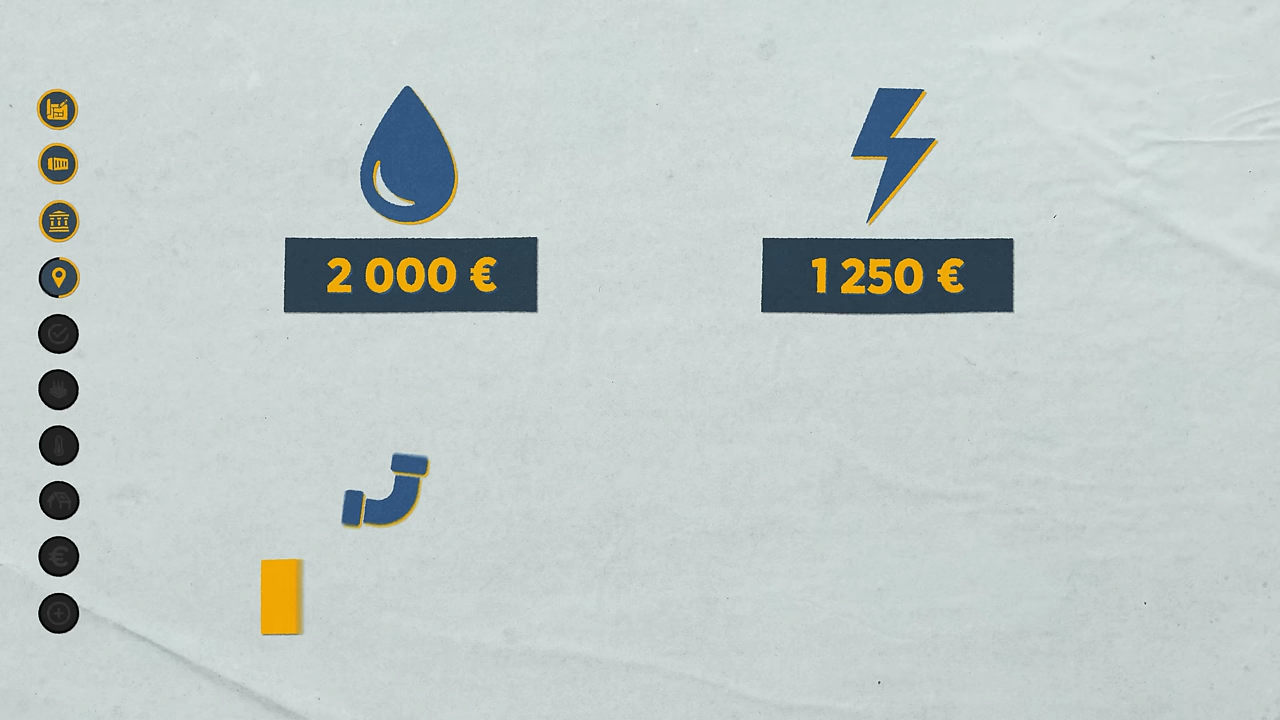 2 000 €
1 250 €